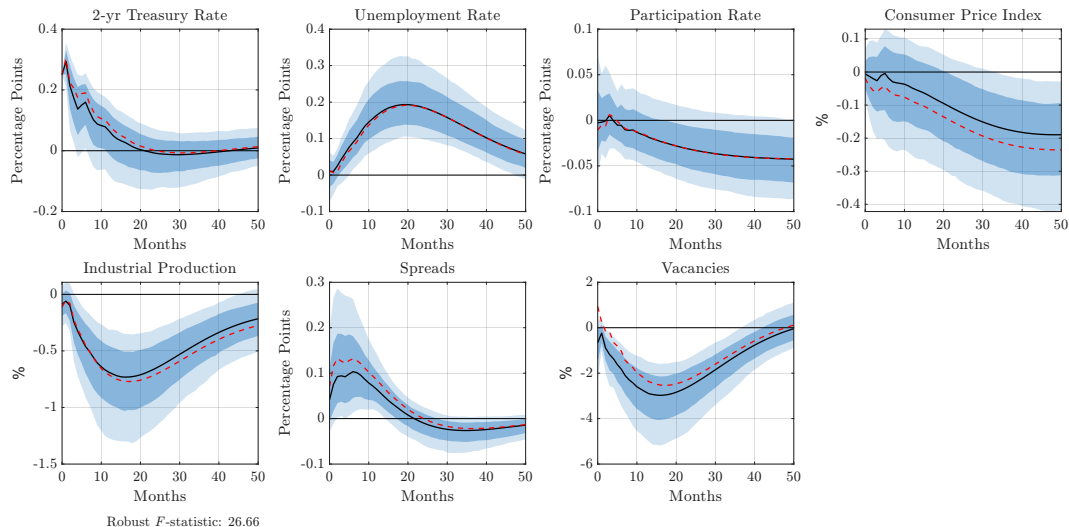 2-yr Treasury Rate
Percentage Points
0.4
0.2
0
-0.2
0 10 20 30 40 50
Months
Unemployment Rate
Percentage Points
0.4
0.3
0.2
0.1
0
-0.1
0 10 20 30 40 50
Months
Participation Rate
Percentage Points
0.1
0.05
0
-0.05
-0.1
0 10 20 30 40 50
Months
Consumer Price Index
%
0.1
0
-0.1
-0.2
-0.3
-0.4
0 10 20 30 40 50
Months
Industrial Production
%
0
-0.5
-1
-1.5
0 10 20 30 40 50
Months
Spreads
Percentage Points
0.3
0.2
0.1
0
-0.1
0 10 20 30 40 50
Months
Vacancies
%
2
0
-2
-4
-6
0 10 20 30 40 50
Months
Robust F-statistic: 26.66